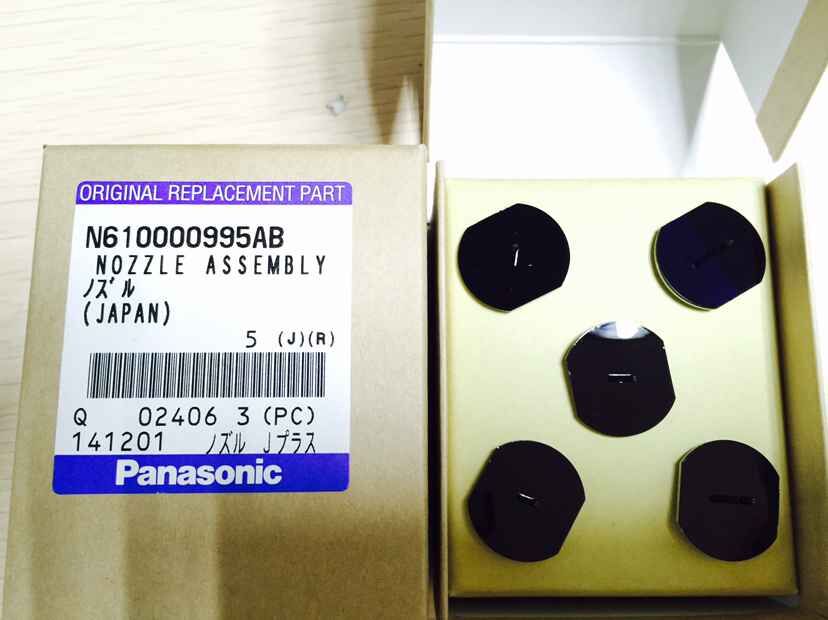 ORIGINAL REPLACEMENT PART
N610000995AB
NOZZLE ASSEMBLY
ノズル
(JAPAN)
5 (J)(R)
Q 02406 3 (PC)
141201 ノズル Jプラス
Panasonic